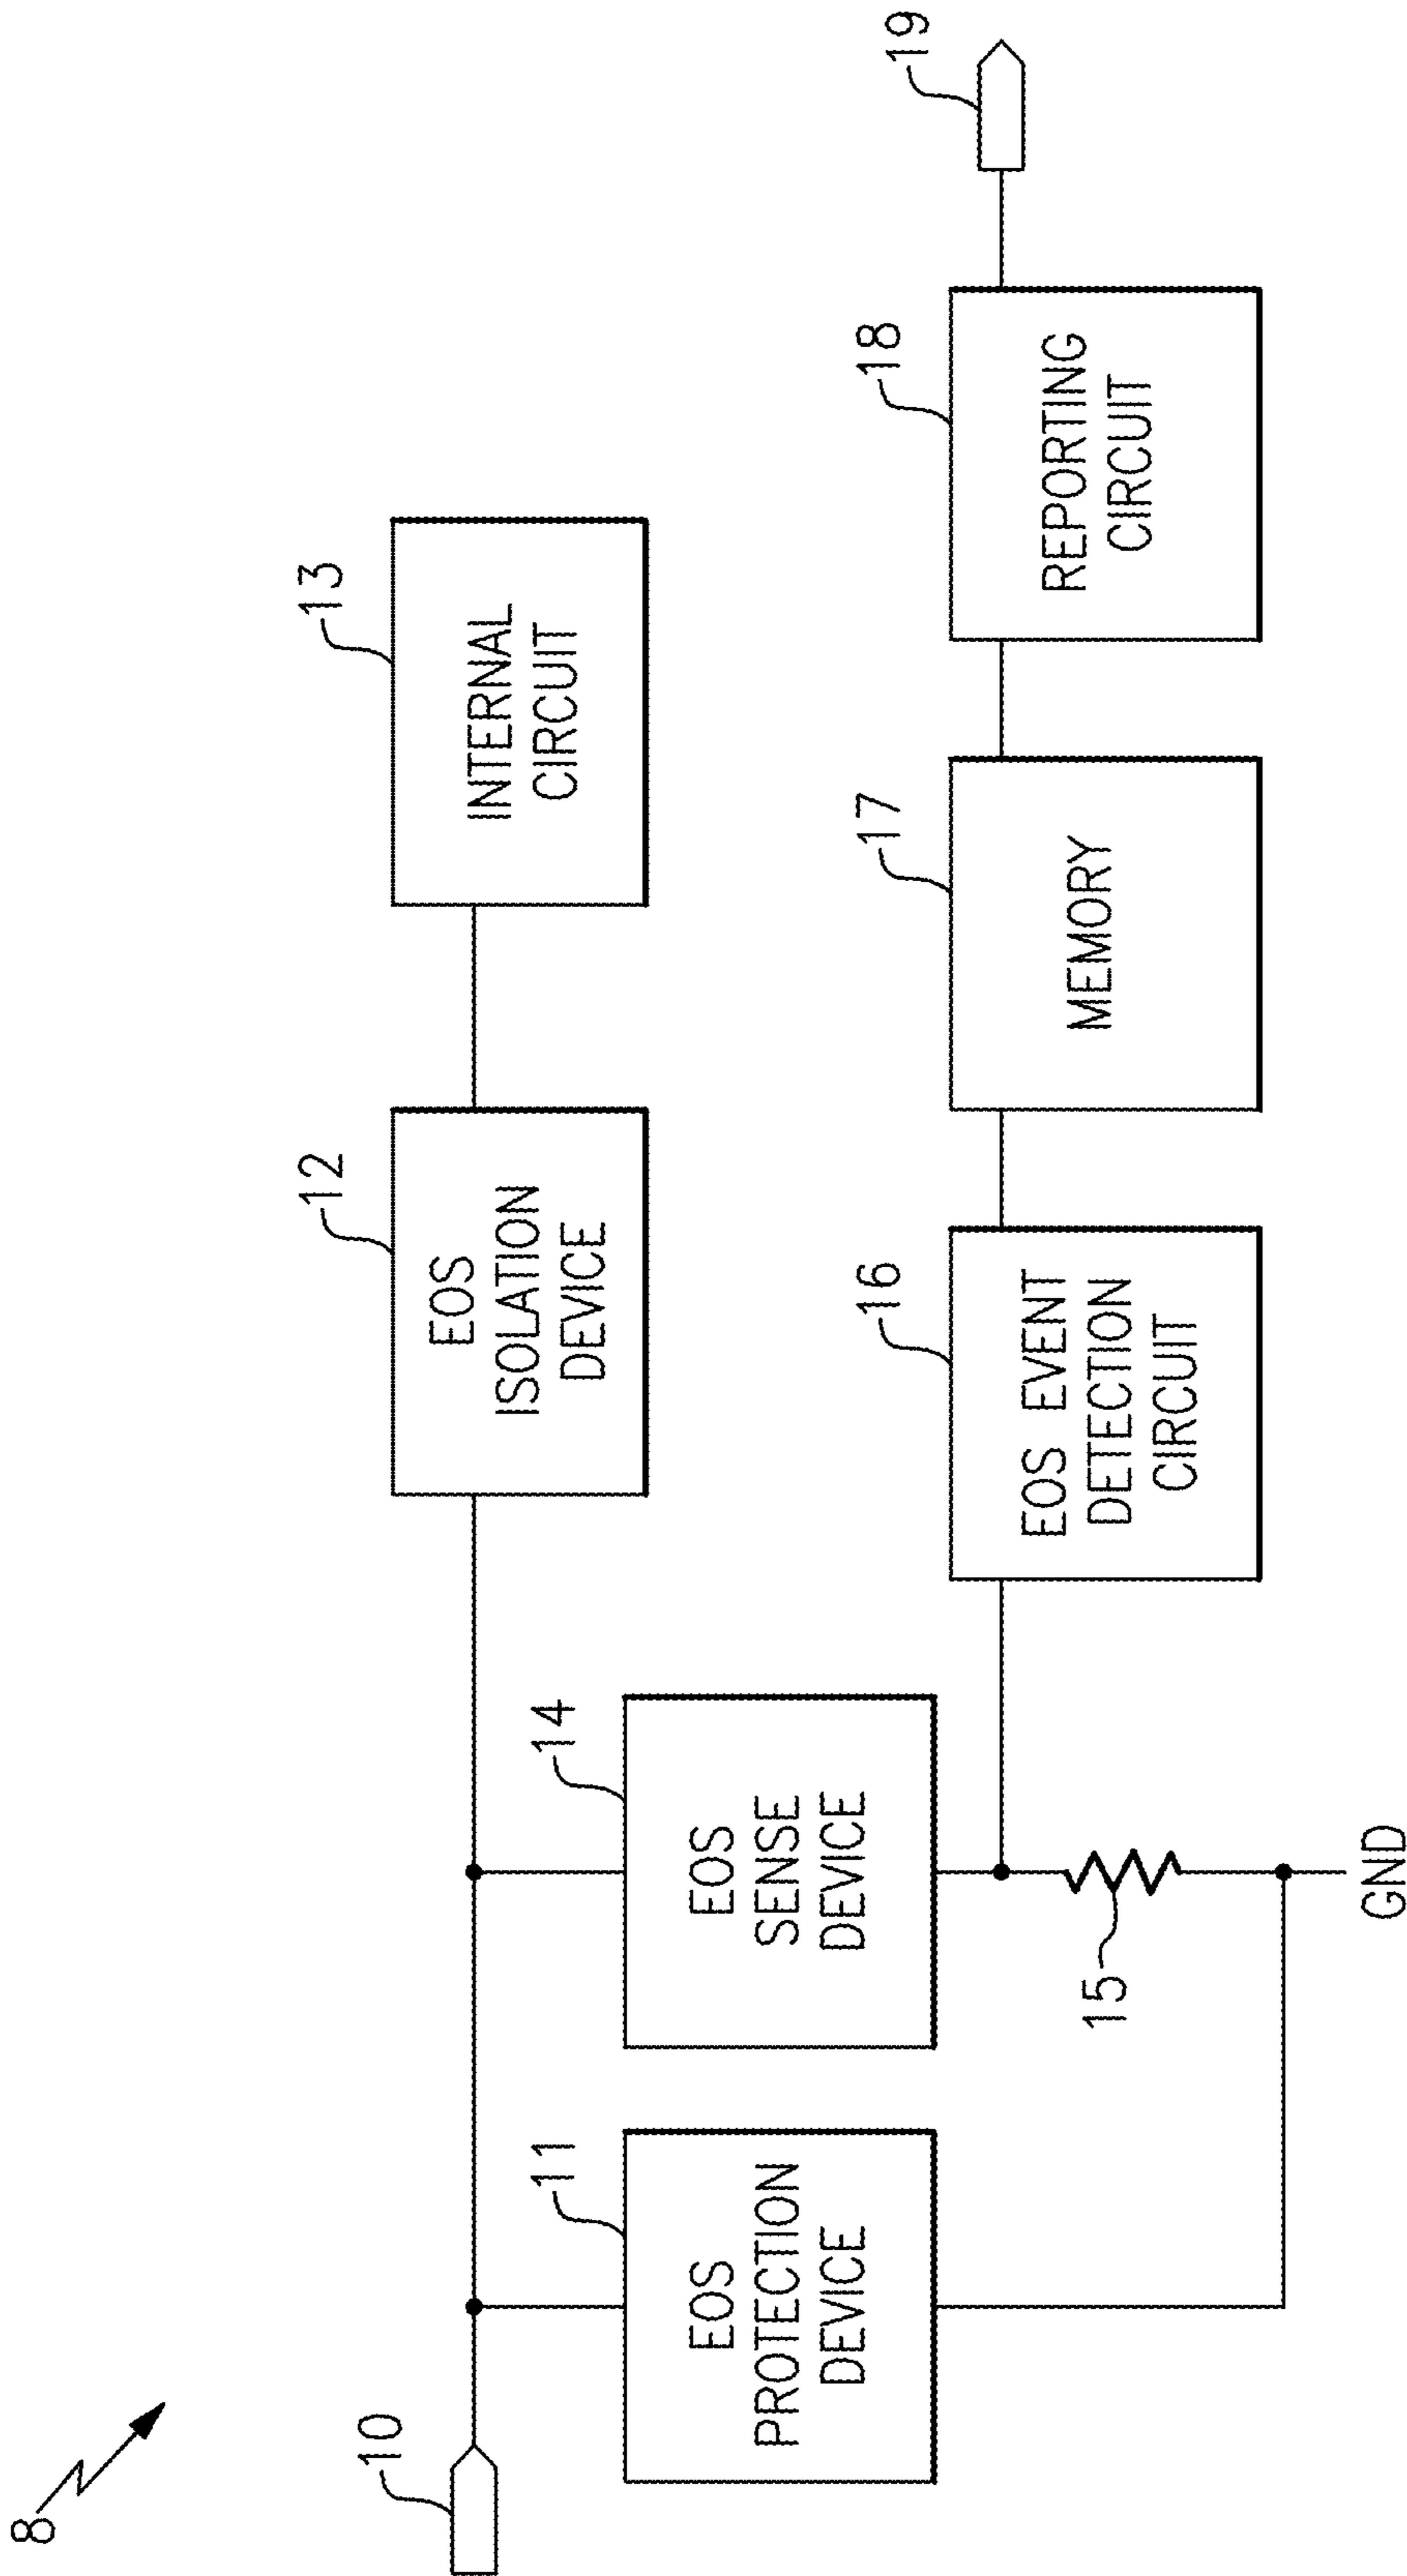 8
10
11
EOS
PROTECTION
DEVICE
14
EOS
SENSE
DEVICE
15
GND
12
EOS
ISOLATION
DEVICE
13
INTERNAL
CIRCUIT
16
EOS EVENT
DETECTION
CIRCUIT
17
MEMORY
18
REPORTING
CIRCUIT
19